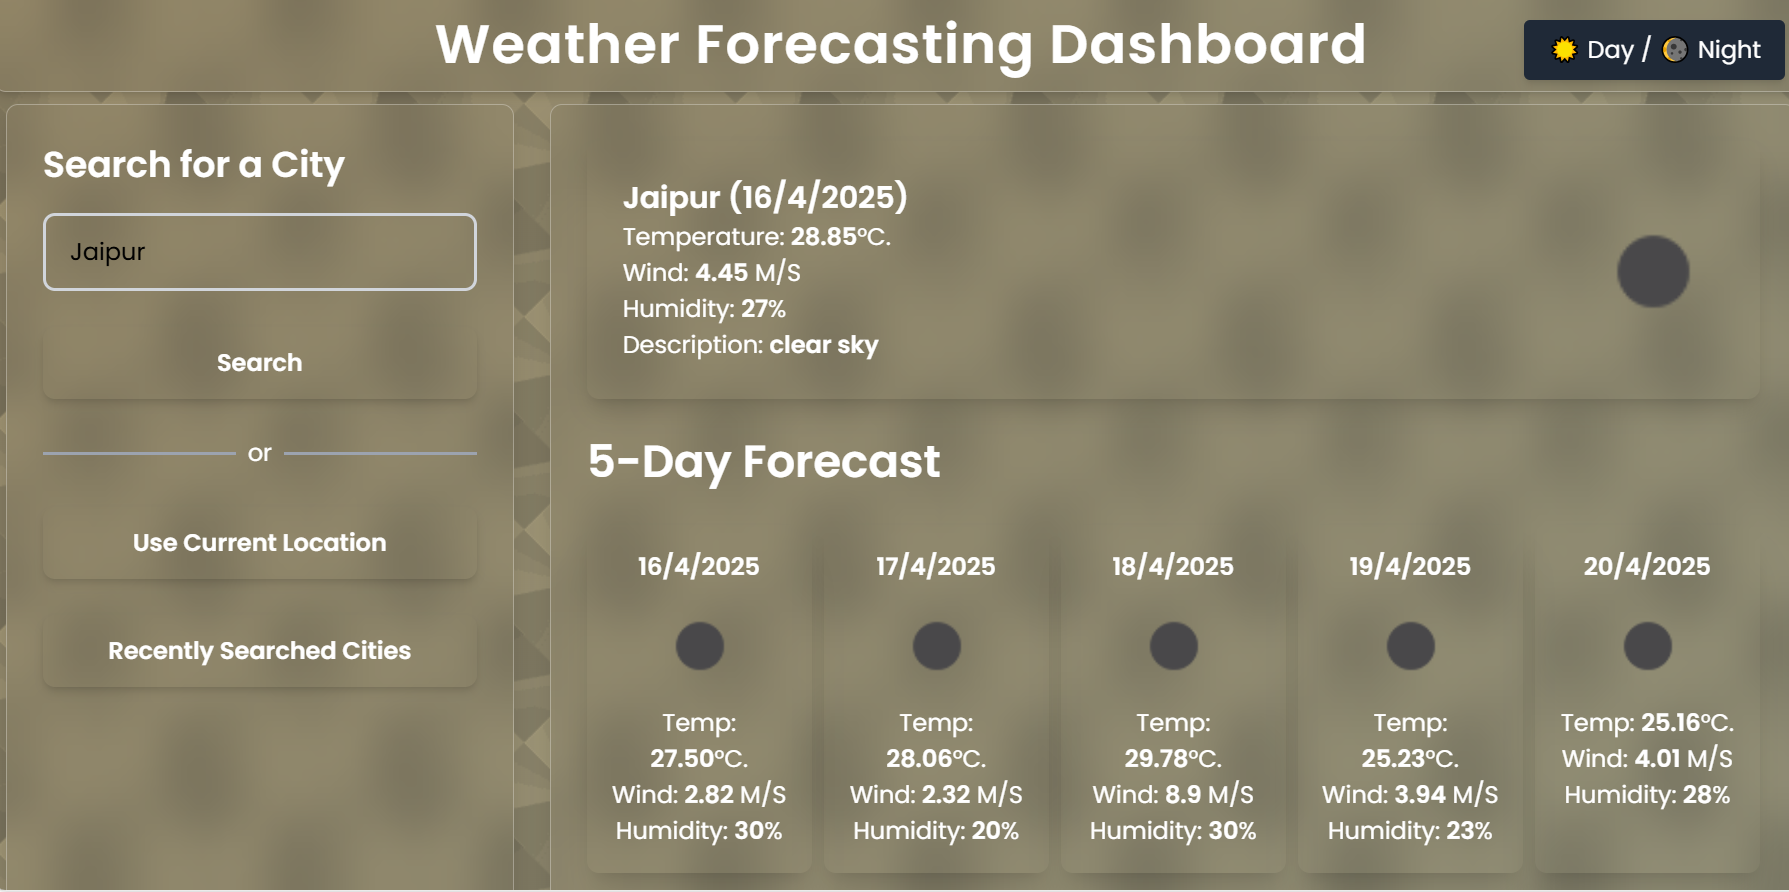 Weather Forecasting Dashboard
Day / Night
Search for a City
Jaipur
Search
or
Use Current Location
Recently Searched Cities
Jaipur (16/4/2025)
Temperature: 28.85°C.
Wind: 4.45 M/S
Humidity: 27%
Description: clear sky
5-Day Forecast
16/4/2025
Temp:
27.50°C.
Wind: 2.82 M/S
Humidity: 30%
17/4/2025
Temp:
28.06°C.
Wind: 2.32 M/S
Humidity: 20%
18/4/2025
Temp:
29.78°C.
Wind: 8.9 M/S
Humidity: 30%
19/4/2025
Temp:
25.23°C.
Wind: 3.94 M/S
Humidity: 23%
20/4/2025
Temp: 25.16°C.
Wind: 4.01 M/S
Humidity: 28%